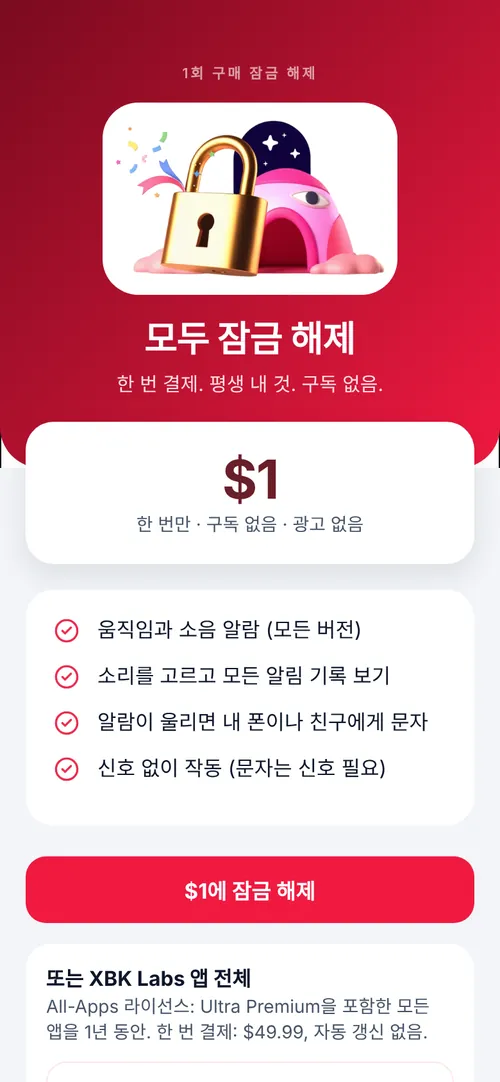 1회 구매 잠금 해제
모두 잠금 해제
한 번 결제. 평생 내 것. 구독 없음.
$1
한 번만 · 구독 없음 · 광고 없음
움직임과 소음 알람 (모든 버전)
소리를 고르고 모든 알림 기록 보기
알람이 울리면 내 폰이나 친구에게 문자
신호 없이 작동 (문자는 신호 필요)
$1에 잠금 해제
또는 XBK Labs 앱 전체
All-Apps 라이선스: Ultra Premium을 포함한 모든
앱을 1년 동안. 한 번 결제: $49.99, 자동 갱신 없음.